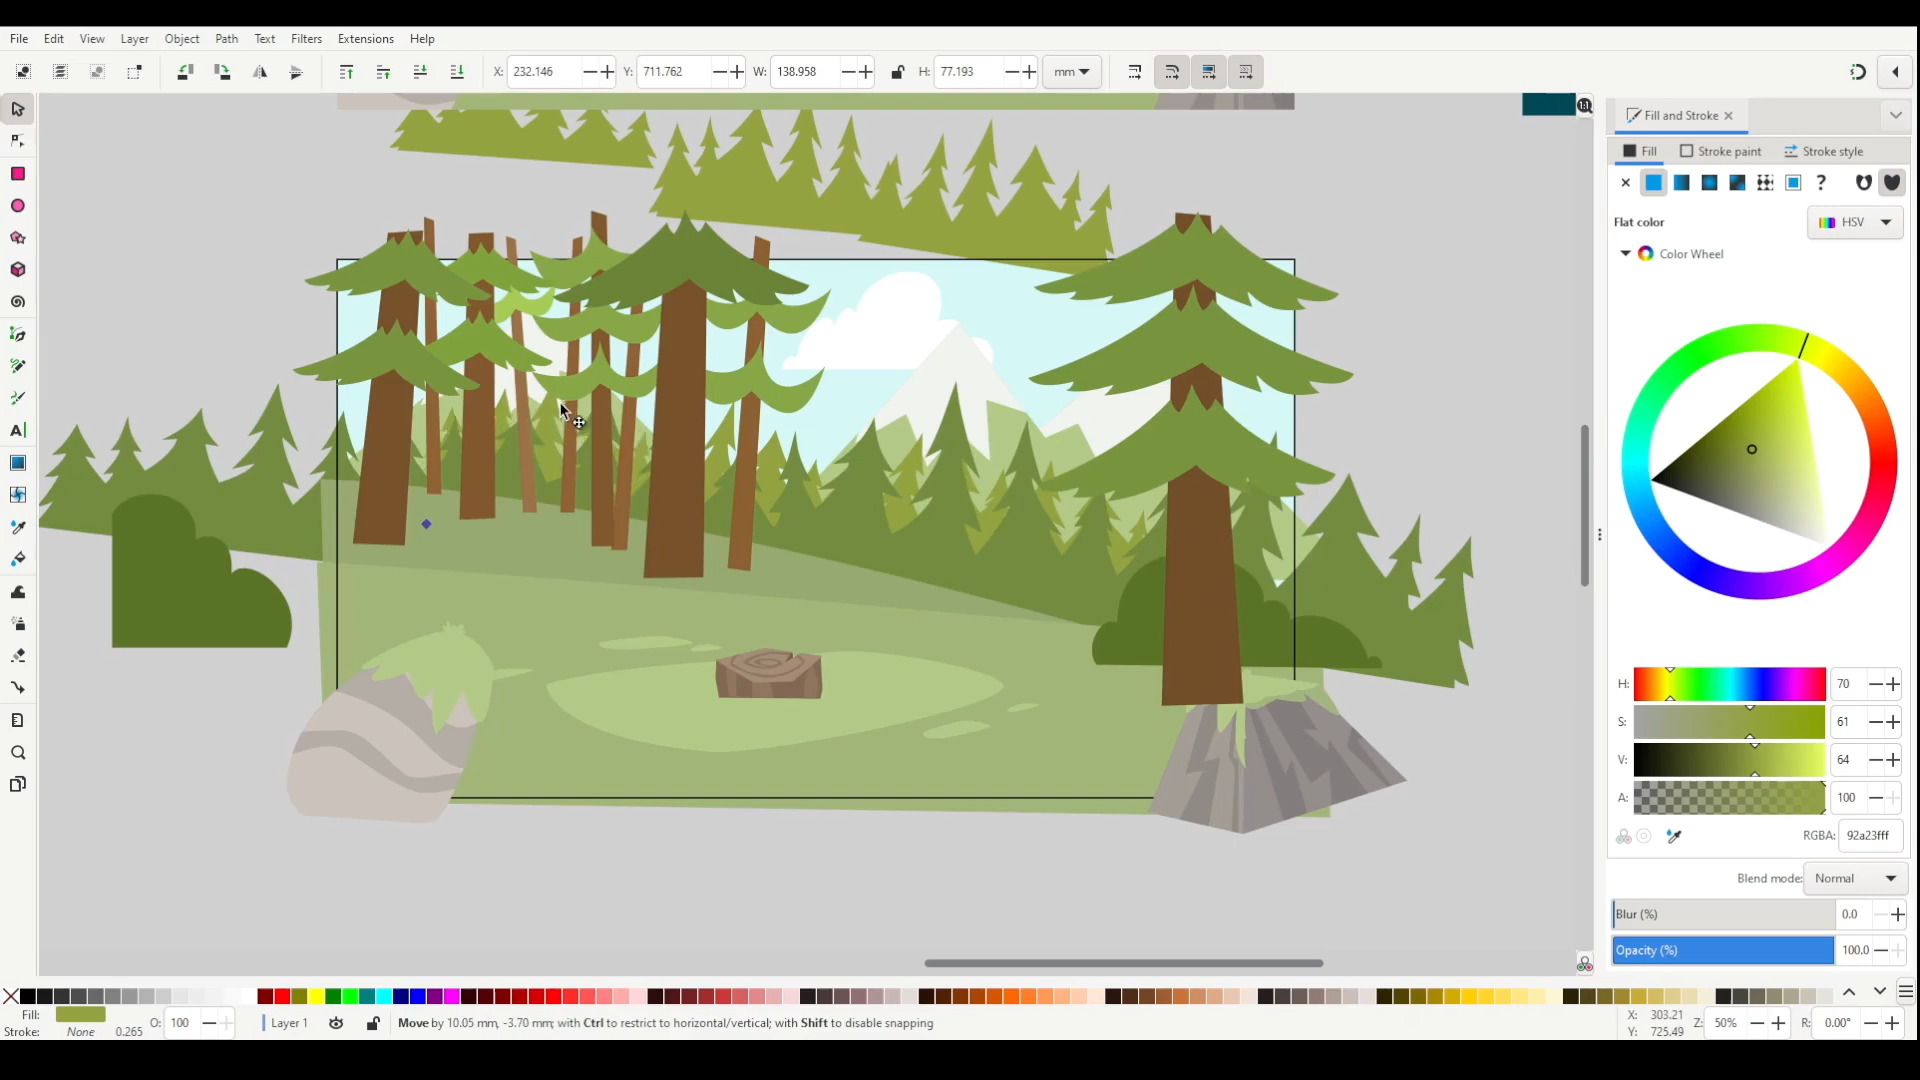 File Edit View Layer Object Path Text Filters Extensions Help
X: 232.146 Y: 711.762 W: 138.958 H: 77.193 mm
Fill and Stroke
Fill Stroke paint Stroke style
?
Flat color HSV
Color Wheel
A
H: 70
S: 61
V: 64
A: 100
RGBA: 92a23fff
Blend mode: Normal
Blur (%) 0.0
Opacity (%) 100.0
Fill:
Stroke: None 0.265 O: 100 Layer 1 Move by 10.05 mm, -3.70 mm; with Ctrl to restrict to horizontal/vertical; with Shift to disable snapping
X: 303.21
Y: 725.49
Z: 50% R: 0.00°